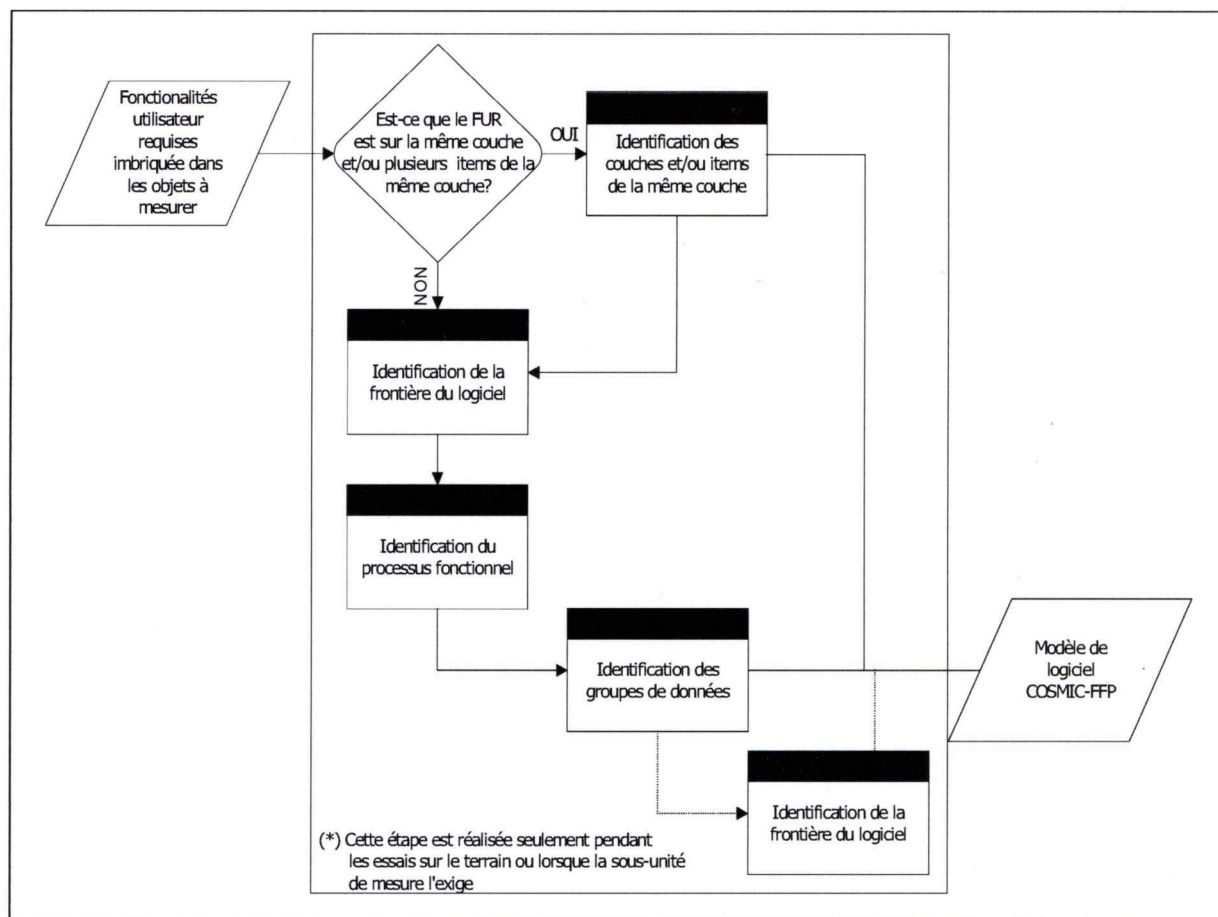 Fonctionalités
utilisateur
requises
imbriquée dans
les objets à
mesurer
Est-ce que le FUR
est sur la même couche
et/ou plusieurs items de la
même couche?
OUI
Identification des
couches et/ou items
de la même couche
NON
Identification de la
frontière du logiciel
Identification du
processus fonctionnel
Identification des
groupes de données
Modèle de
logiciel
COSMIC-FFP
Identification de la
frontière du logiciel
(*) Cette étape est réalisée seulement pendant
les essais sur le terrain ou lorsque la sous-unité
de mesure l'exige